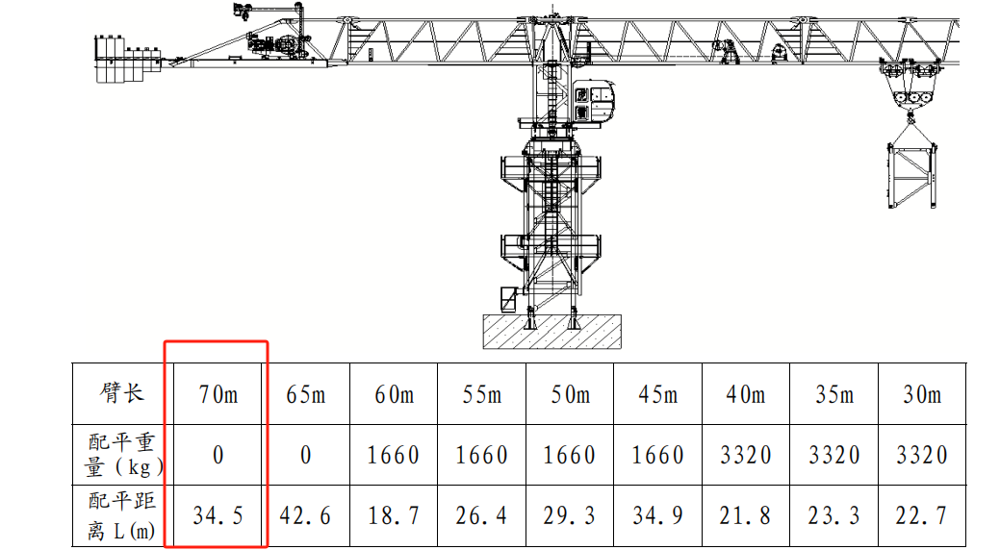 臂长 70m 65m 60m 55m 50m 45m 40m 35m 30m
配平重
量(kg) 0 0 1660 1660 1660 1660 3320 3320 3320
配平距
离L(m) 34.5 42.6 18.7 26.4 29.3 34.9 21.8 23.3 22.7